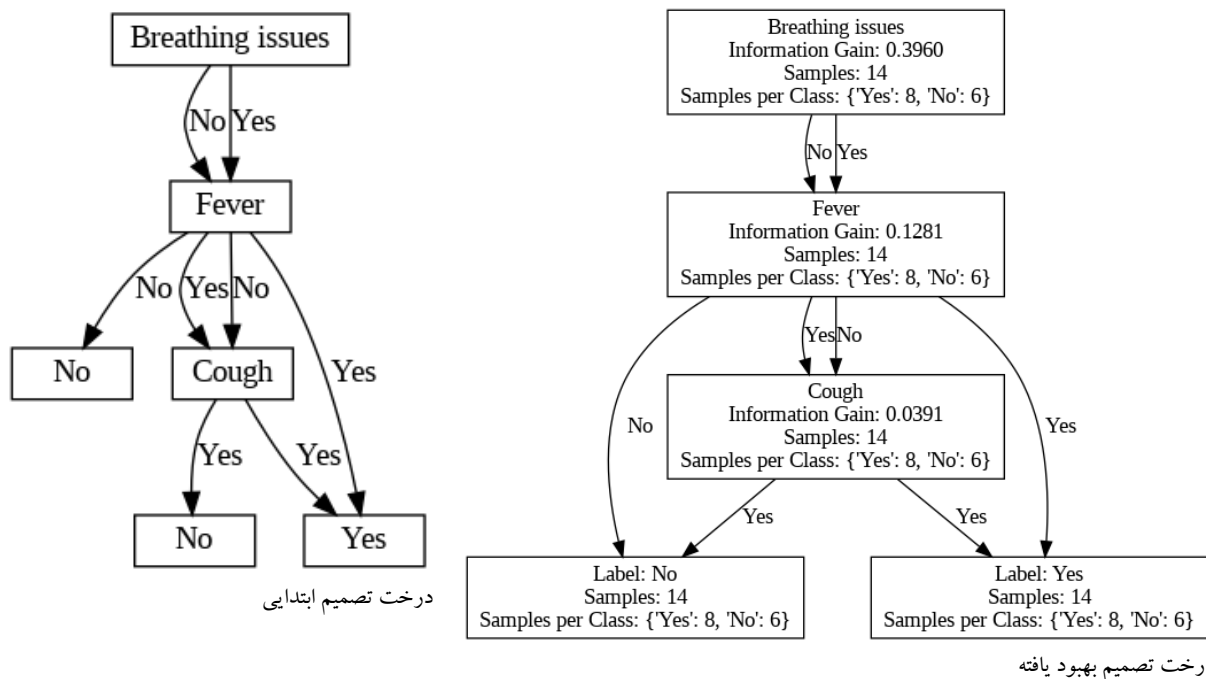 Breathing issues
No
Yes
Fever
No
Yes
No
Yes
No
Cough
Yes
Yes
No
Yes
درخت تصمیم ابتدایی
Breathing issues
Information Gain: 0.3960
Samples: 14
Samples per Class: {'Yes': 8, 'No': 6}
No
Yes
Fever
Information Gain: 0.1281
Samples: 14
Samples per Class: {'Yes': 8, 'No': 6}
Yes
No
No
Yes
Cough
Information Gain: 0.0391
Samples: 14
Samples per Class: {'Yes': 8, 'No': 6}
Yes
Yes
Label: No
Samples: 14
Samples per Class: {'Yes': 8, 'No': 6}
Label: Yes
Samples: 14
Samples per Class: {'Yes': 8, 'No': 6}
رخت تصمیم بهبود یافته